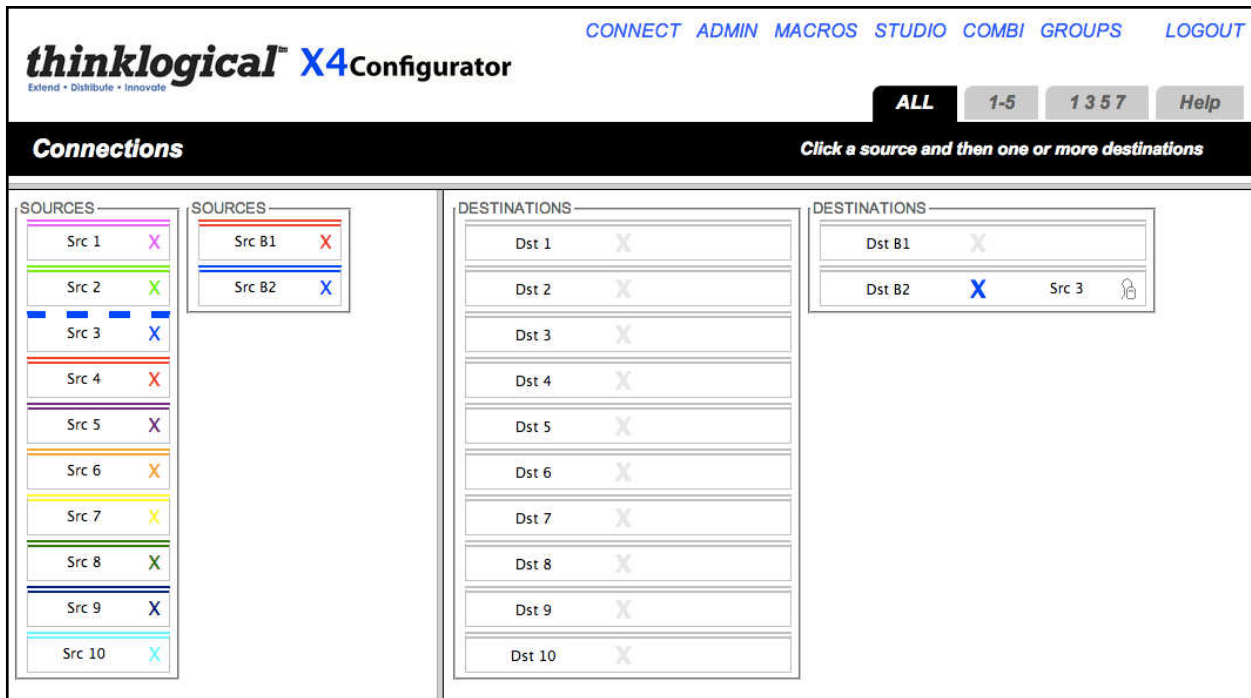 CONNECT ADMIN MACROS STUDIO COMBI GROUPS LOGOUT
thinklogical™ X4 Configurator
Extend • Distribute • Innovate
ALL 1-5 1 3 5 7 Help
Connections Click a source and then one or more destinations
SOURCES SOURCES DESTINATIONS DESTINATIONS
Src 1 X Src B1 X Dst 1 X Dst B1 X
Src 2 X Src B2 X Dst 2 X Dst B2 X Src 3
Src 3 X Dst 3 X
Src 4 X Dst 4 X
Src 5 X Dst 5 X
Src 6 X Dst 6 X
Src 7 X Dst 7 X
Src 8 X Dst 8 X
Src 9 X Dst 9 X
Src 10 X Dst 10 X